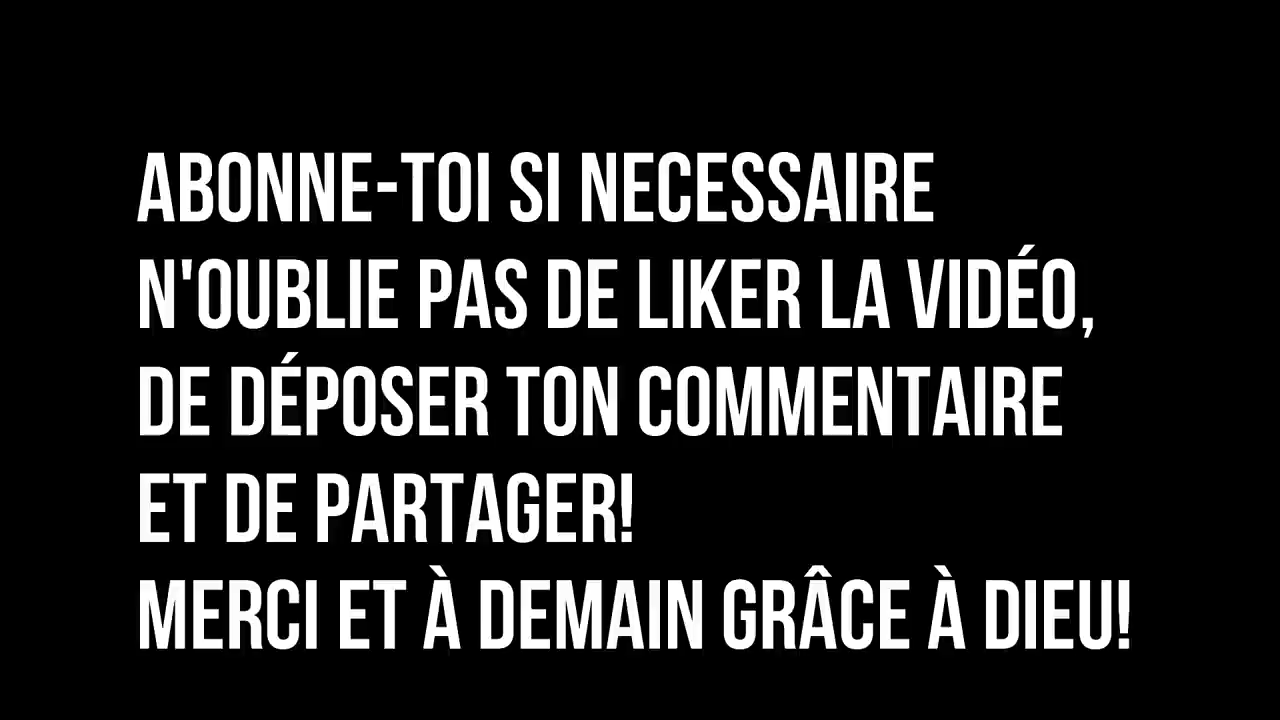 ABONNE-TOI SI NECESSAIRE
N'OUBLIE PAS DE LIKER LA VIDÉO,
DE DÉPOSER TON COMMENTAIRE
ET DE PARTAGER!
MERCI ET À DEMAIN GRÂCE À DIEU!